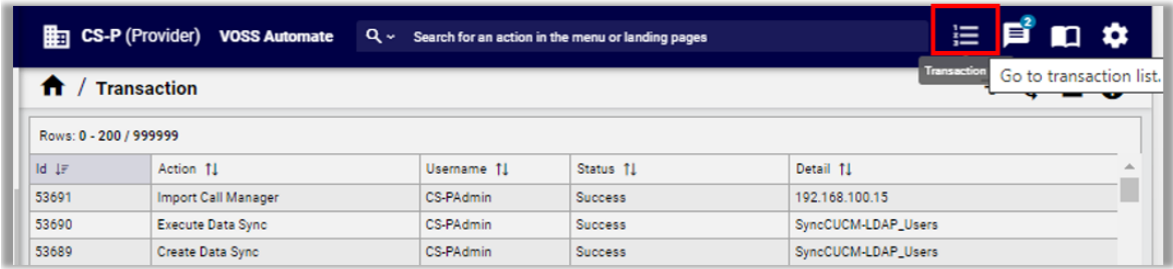 CS-P (Provider) VOSS Automate Search for an action in the menu or landing pages 2
Transaction Go to transaction list.
/ Transaction
Rows: 0 - 200 / 999999
Id Action Username Status Detail
53691 Import Call Manager CS-PAdmin Success 192.168.100.15
53690 Execute Data Sync CS-PAdmin Success SyncCUCM-LDAP_Users
53689 Create Data Sync CS-PAdmin Success SyncCUCM-LDAP_Users